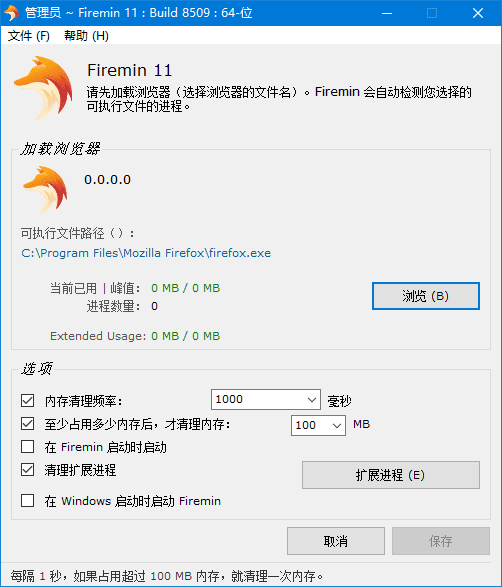 管理员 ~ Firemin 11 : Build 8509 : 64-位
文件 (F) 帮助 (H)
Firemin 11
请先加载浏览器（选择浏览器的文件名）。Firemin 会自动检测您选择的
可执行文件的进程。
加载浏览器
0.0.0.0
可执行文件路径（）：
C:\Program Files\Mozilla Firefox\firefox.exe
当前已用 | 峰值： 0 MB / 0 MB
进程数量： 0
浏览 (B)
Extended Usage: 0 MB / 0 MB
选项
内存清理频率： 1000 毫秒
至少占用多少内存后，才清理内存： 100 MB
在 Firemin 启动时启动
清理扩展进程
扩展进程 (E)
在 Windows 启动时启动 Firemin
取消 保存
每隔 1 秒，如果占用超过 100 MB 内存，就清理一次内存。